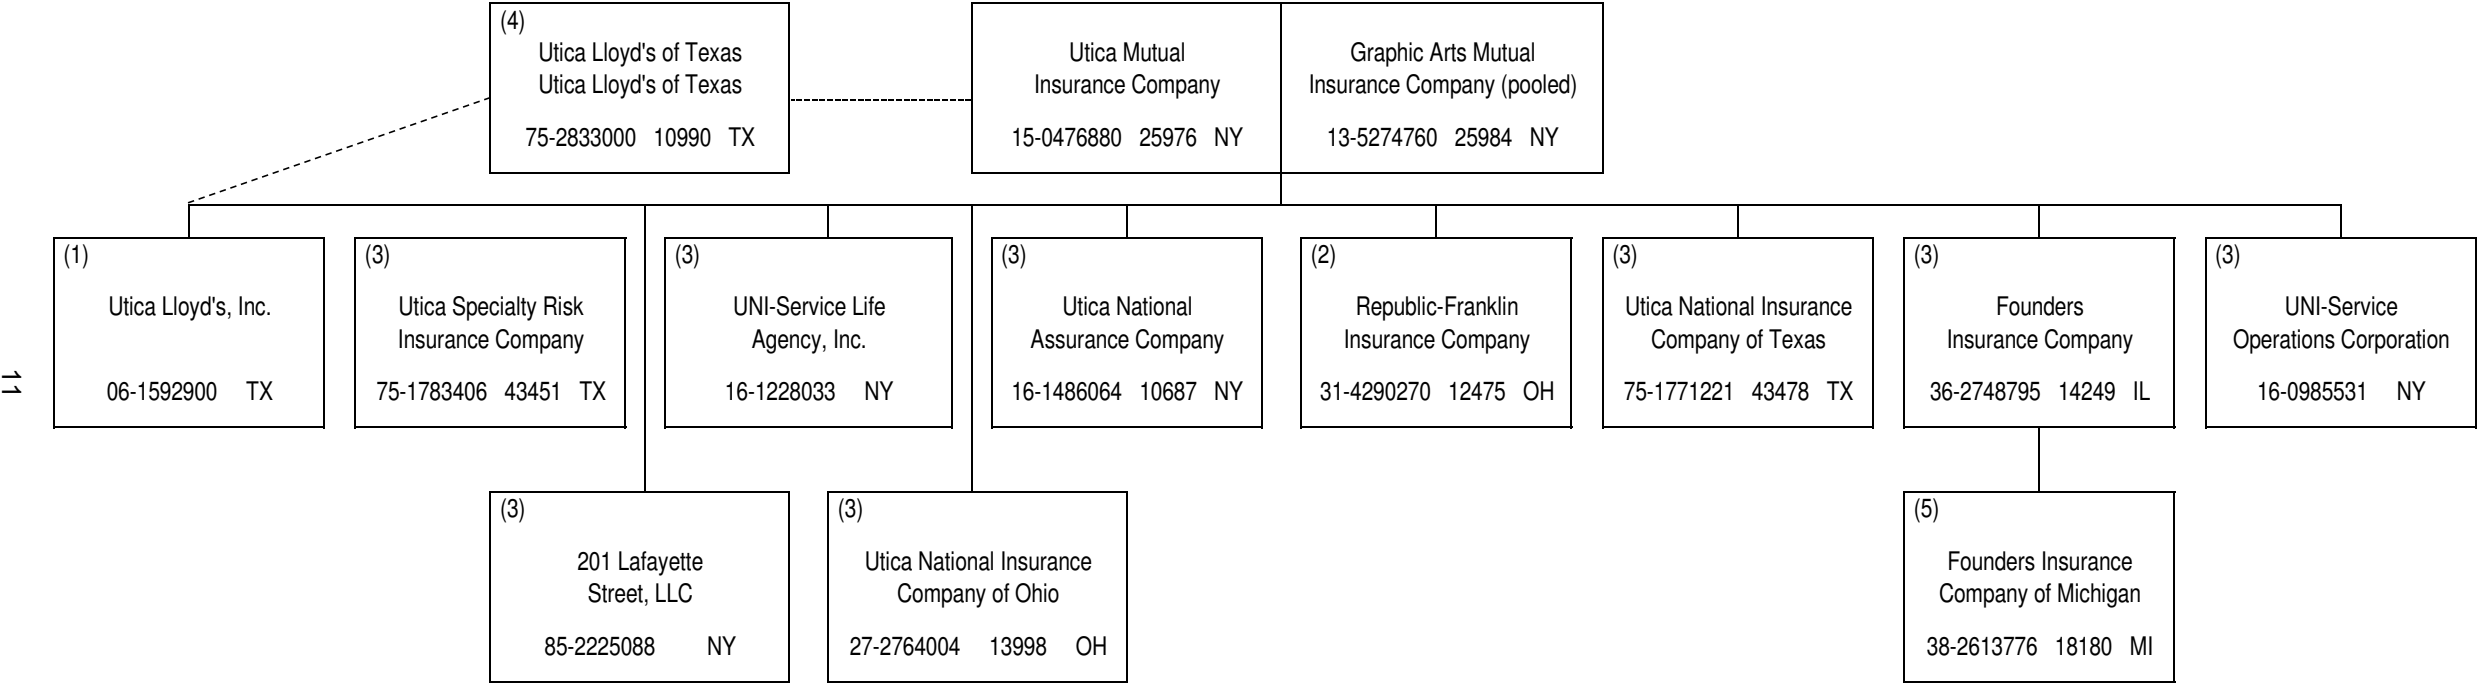 (4)
Utica Lloyd's of Texas
Utica Lloyd's of Texas
75-2833000 10990 TX
Utica Mutual
Insurance Company
15-0476880 25976 NY
Graphic Arts Mutual
Insurance Company (pooled)
13-5274760 25984 NY
(1)
Utica Lloyd's, Inc.
06-1592900 TX
(3)
Utica Specialty Risk
Insurance Company
75-1783406 43451 TX
(3)
UNI-Service Life
Agency, Inc.
16-1228033 NY
(3)
Utica National
Assurance Company
16-1486064 10687 NY
(2)
Republic-Franklin
Insurance Company
31-4290270 12475 OH
(3)
Utica National Insurance
Company of Texas
75-1771221 43478 TX
(3)
Founders
Insurance Company
36-2748795 14249 IL
(3)
UNI-Service
Operations Corporation
16-0985531 NY
(3)
201 Lafayette
Street, LLC
85-2225088 NY
(3)
Utica National Insurance
Company of Ohio
27-2764004 13998 OH
(5)
Founders Insurance
Company of Michigan
38-2613776 18180 MI
11